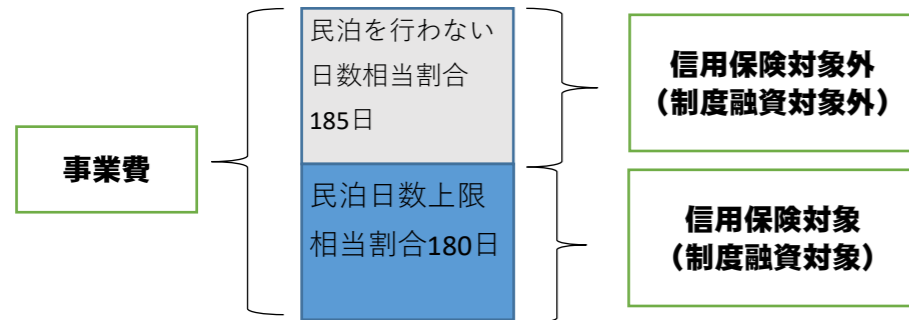 事業費
民泊を行わない
日数相当割合
185日
民泊日数上限
相当割合180日
信用保険対象外
（制度融資対象外）
信用保険対象
（制度融資対象）